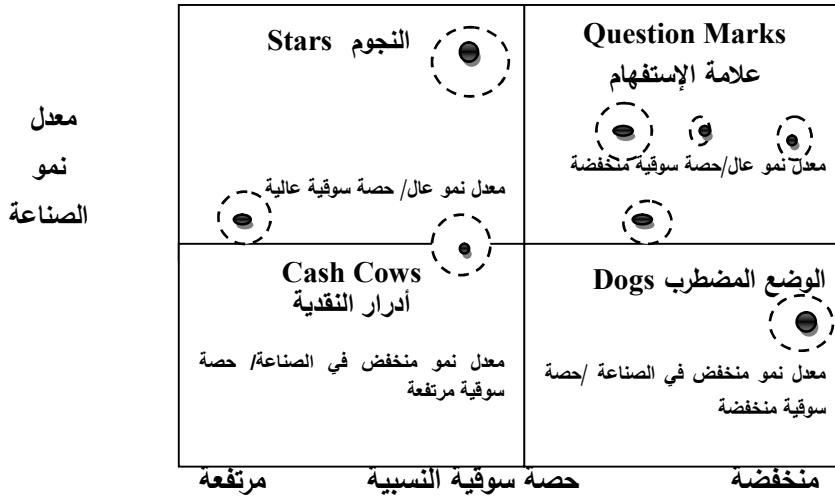 النجوم Stars
Question Marks
علامة الإستفهام
معدل
نمو
الصناعة
معدل نمو عال/ حصة سوقية عالية
معدل نمو عال/حصة سوقية منخفضة
Cash Cows
أدرار النقدية
الوضع المضطرب Dogs
معدل نمو منخفض في الصناعة/ حصة
سوقية مرتفعة
معدل نمو منخفض في الصناعة /حصة
سوقية منخفضة
منخفضة حصة سوقية النسبية مرتفعة